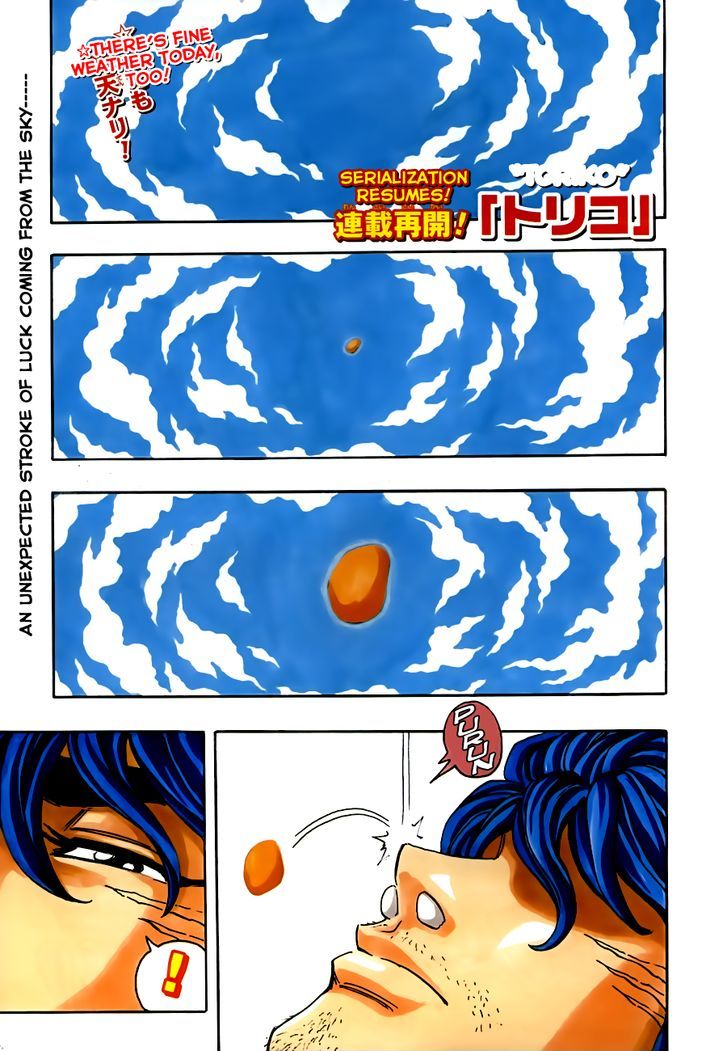 ☆THERE'S FINE
WEATHER TODAY,
TOO!☆
も
天ナリ!
SERIALIZATION
RESUMES!
連載再開!
"TORIKO"
「トリコ」
AN UNEXPECTED STROKE OF LUCK COMING FROM THE SKY-----
PURUN
!